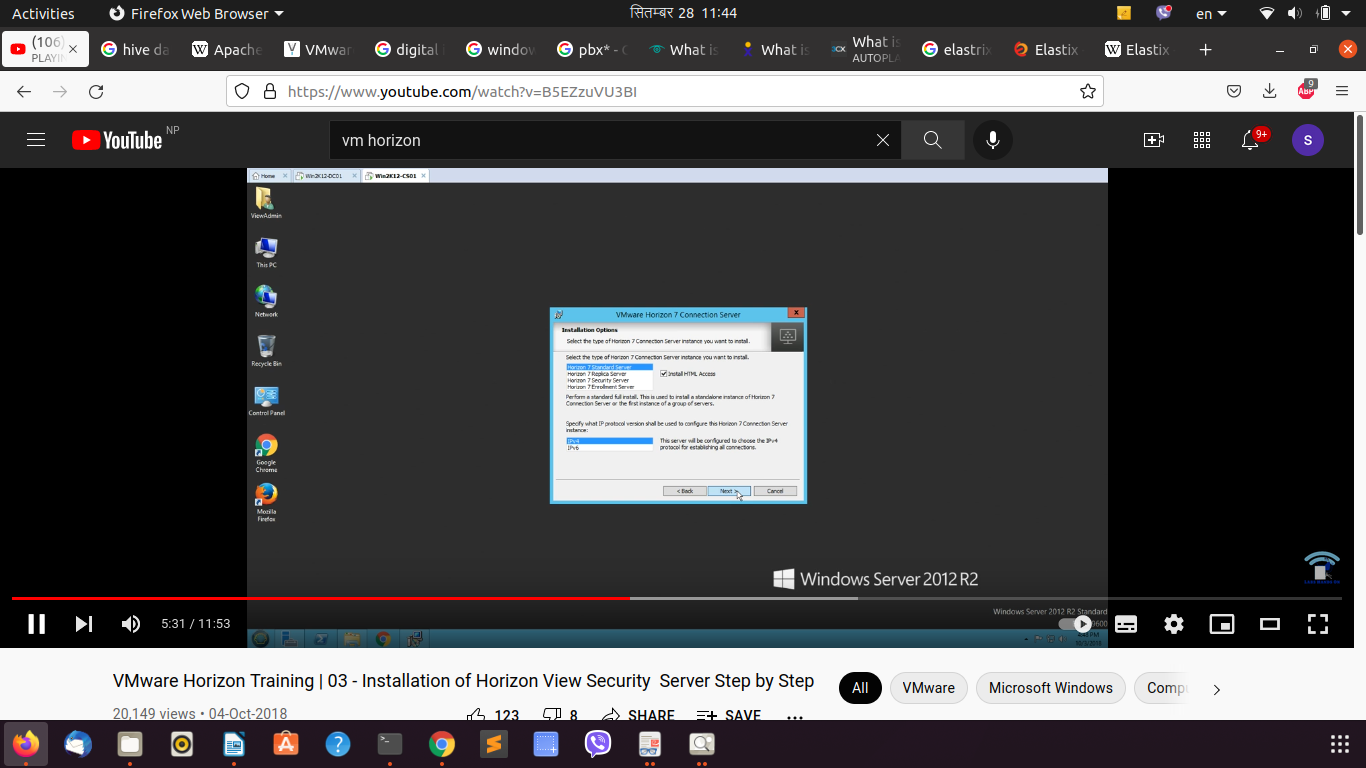 Activities
Firefox Web Browser
सितम्बर 28 11:44
en
(106)
PLAYIN
hive da
Apache
VMwar
digital
window
pbx* - G
What is
What is
What is
AUTOPLA
elastrix
Elastix
Elastix
https://www.youtube.com/watch?v=B5EZzuVU3BI
ABP
9
YouTube NP
vm horizon
9+
S
Home
Win2K12-DC01
Win2K12-CS01
ViewAdmin
This PC
Network
Recycle Bin
Control Panel
Google
Chrome
Mozilla
Firefox
VMware Horizon 7 Connection Server
Installation Options
Select the type of Horizon 7 Connection Server instance you want to install.
Select the type of Horizon 7 Connection Server instance you want to install.
Horizon 7 Standard Server
Horizon 7 Replica Server
Horizon 7 Security Server
Horizon 7 Enrollment Server
Install HTML Access
Perform a standard full install. This is used to install a standalone instance of Horizon 7
Connection Server or the first instance of a group of servers.
Specify what IP protocol version shall be used to configure this Horizon 7 Connection Server
instance:
IPv4
IPv6
This server will be configured to choose the IPv4
protocol for establishing all connections.
< Back
Next >
Cancel
Windows Server 2012 R2
Windows Server 2012 R2 Standard
9600
5:31 / 11:53
VMware Horizon Training | 03 - Installation of Horizon View Security Server Step by Step
20,149 views • 04-Oct-2018
123
8
SHARE
SAVE
All
VMware
Microsoft Windows
Compu